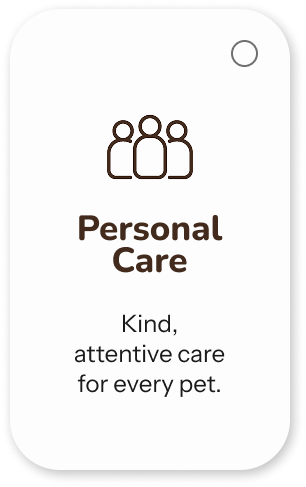 Personal
Care
Kind,
attentive care
for every pet.